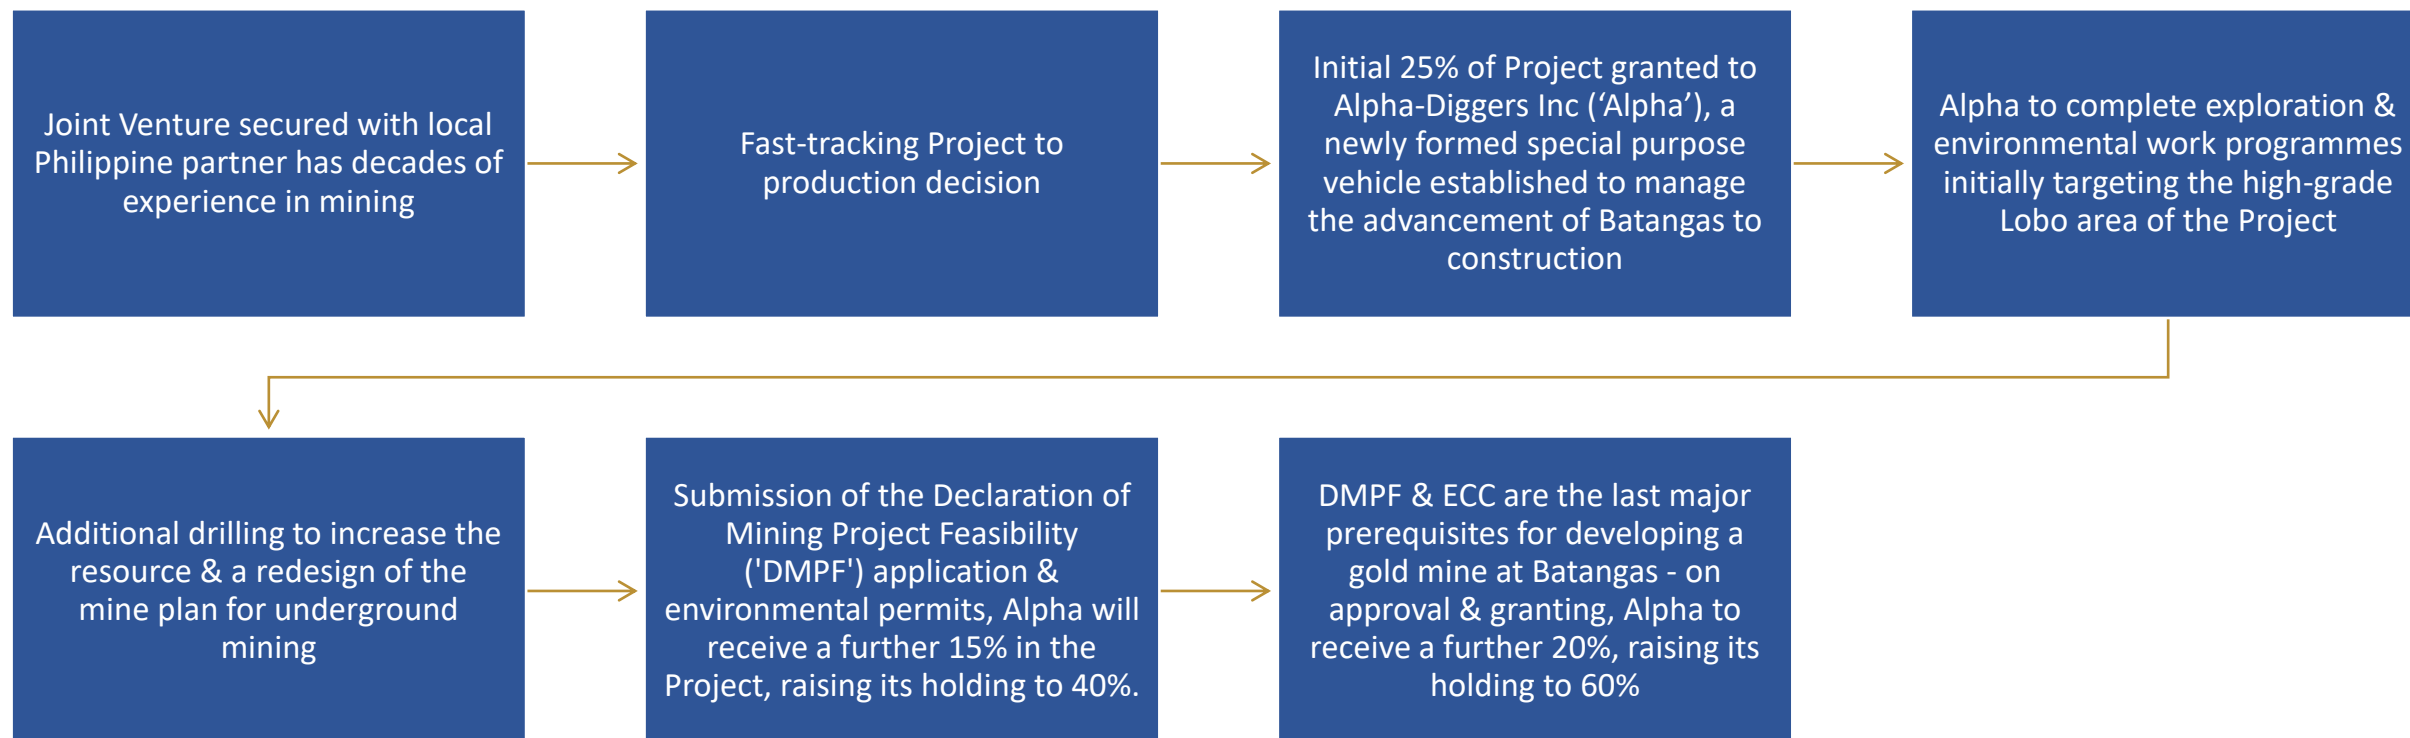 Joint Venture secured with local
Philippine partner has decades of
experience in mining
Fast-tracking Project to
production decision
Initial 25% of Project granted to
Alpha-Diggers Inc (‘Alpha’), a
newly formed special purpose
vehicle established to manage
the advancement of Batangas to
construction
Alpha to complete exploration &
environmental work programmes
initially targeting the high-grade
Lobo area of the Project
Additional drilling to increase the
resource & a redesign of the
mine plan for underground
mining
Submission of the Declaration of
Mining Project Feasibility
('DMPF') application &
environmental permits, Alpha will
receive a further 15% in the
Project, raising its holding to 40%.
DMPF & ECC are the last major
prerequisites for developing a
gold mine at Batangas - on
approval & granting, Alpha to
receive a further 20%, raising its
holding to 60%